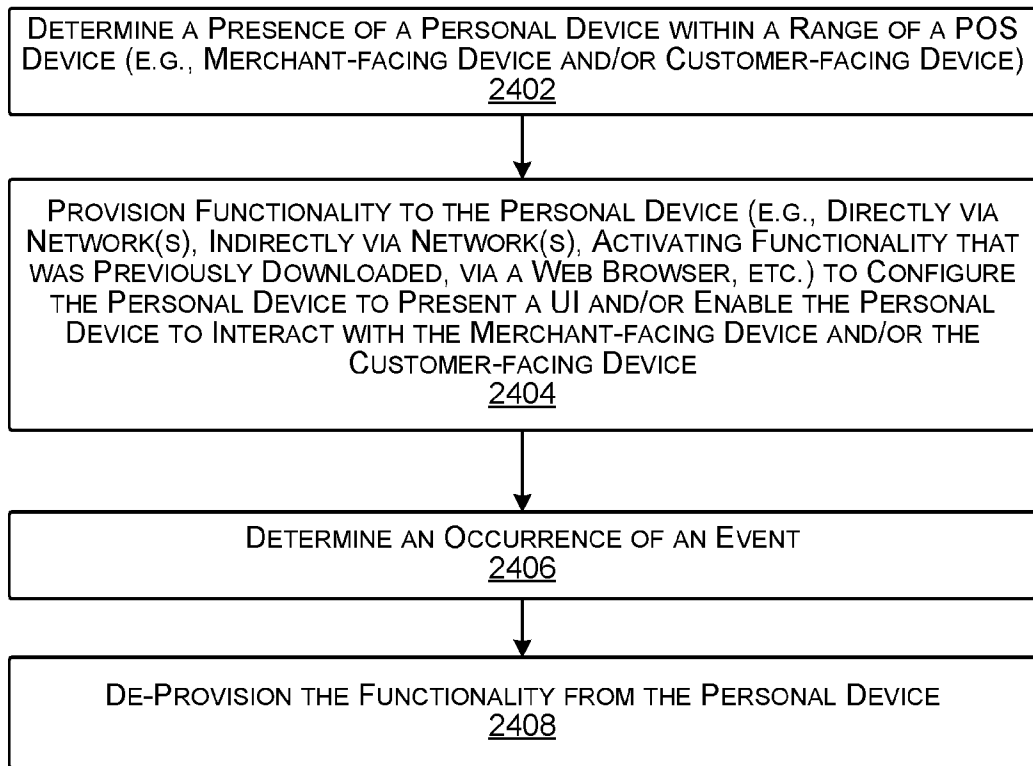 DETERMINE A PRESENCE OF A PERSONAL DEVICE WITHIN A RANGE OF A POS
DEVICE (E.G., MERCHANT-FACING DEVICE AND/OR CUSTOMER-FACING DEVICE)
2402
PROVISION FUNCTIONALITY TO THE PERSONAL DEVICE (E.G., DIRECTLY VIA
NETWORK(S), INDIRECTLY VIA NETWORK(S), ACTIVATING FUNCTIONALITY THAT
WAS PREVIOUSLY DOWNLOADED, VIA A WEB BROWSER, ETC.) TO CONFIGURE
THE PERSONAL DEVICE TO PRESENT A UI AND/OR ENABLE THE PERSONAL
DEVICE TO INTERACT WITH THE MERCHANT-FACING DEVICE AND/OR THE
CUSTOMER-FACING DEVICE
2404
DETERMINE AN OCCURRENCE OF AN EVENT
2406
DE-PROVISION THE FUNCTIONALITY FROM THE PERSONAL DEVICE
2408